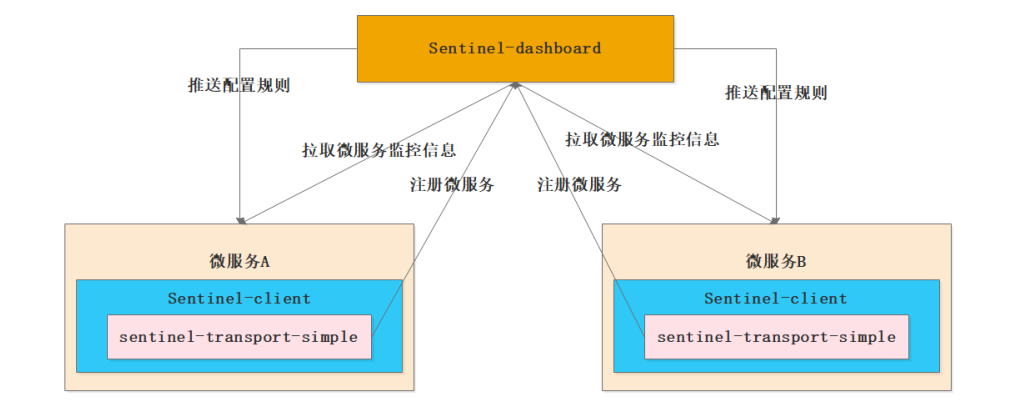 Sentinel-dashboard
推送配置规则
推送配置规则
拉取微服务监控信息
拉取微服务监控信息
注册微服务
注册微服务
微服务A
Sentinel-client
sentinel-transport-simple
微服务B
Sentinel-client
sentinel-transport-simple